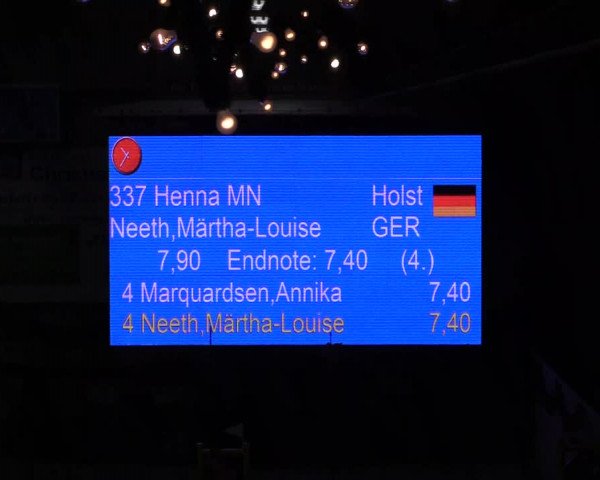 337 Henna MN Holst
Neeth,Märtha-Louise GER
7,90 Endnote: 7,40 (4.)
4 Marquardsen,Annika 7,40
4 Neeth,Märtha-Louise 7,40